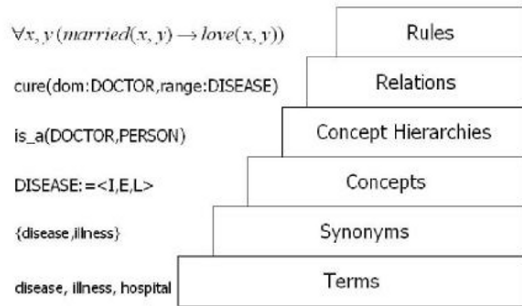 ∀x, y (married(x, y) → love(x, y)) Rules
cure(dom:DOCTOR,range:DISEASE) Relations
is_a(DOCTOR,PERSON) Concept Hierarchies
DISEASE:=<I,E,L> Concepts
{disease,illness} Synonyms
disease, illness, hospital Terms